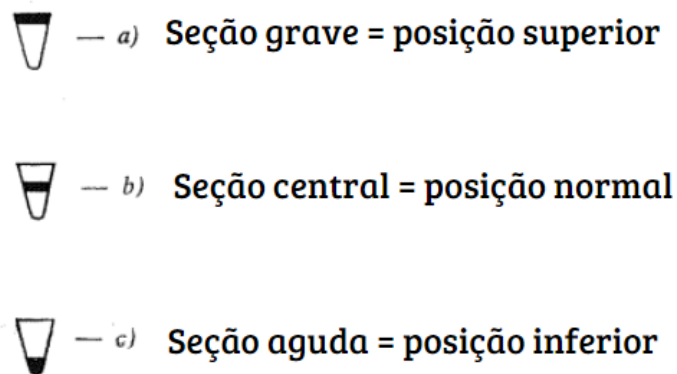 — a) Seção grave = posição superior
— b) Seção central = posição normal
— c) Seção aguda = posição inferior